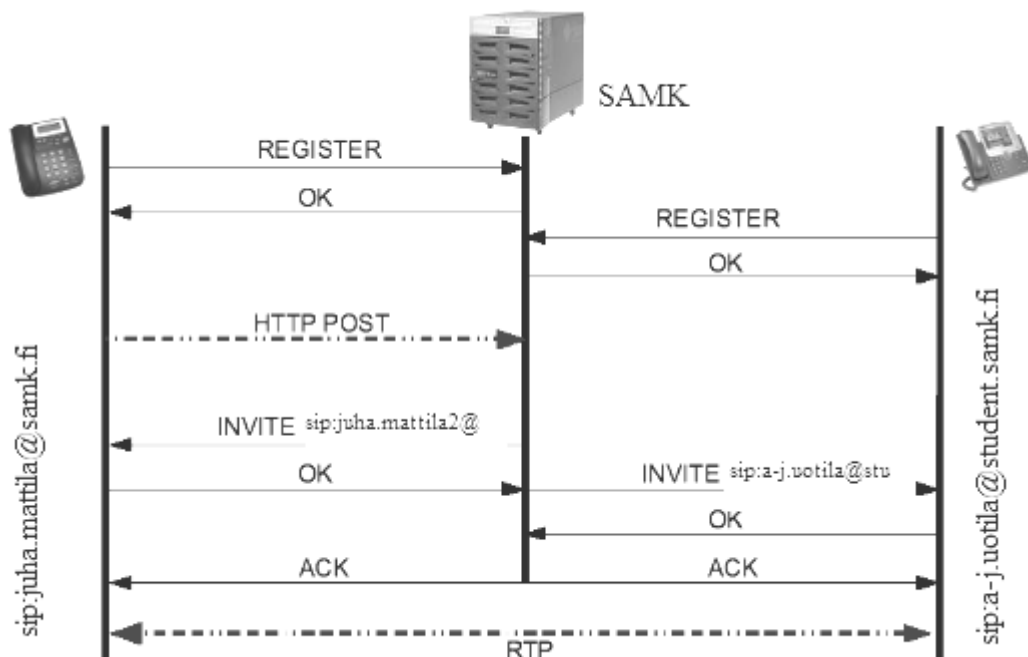 SAMK
REGISTER
OK
REGISTER
OK
HTTP POST
INVITE sip:juha.mattila2@
OK
INVITE sip:a-j.uotila@stu
OK
ACK
ACK
RTP
sip:juha.mattila@samk.fi
sip:a-j.uotila@student.samk.fi